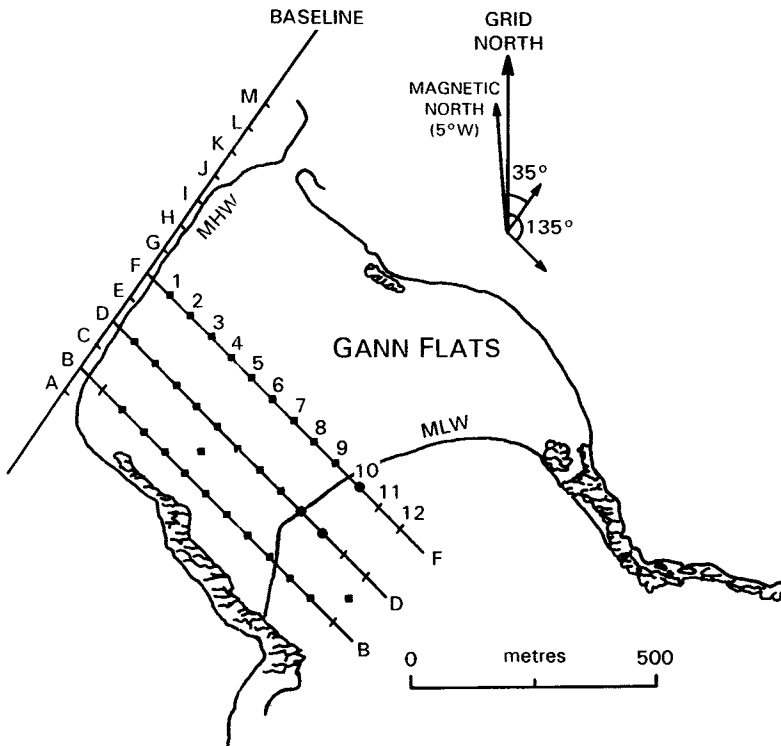 BASELINE
GRID
NORTH
MAGNETIC
NORTH
(5°W)
35°
135°
M
L
K
J
I
H
G
F
E
D
C
B
A
MHW
1
2
3
4
5
6
7
8
9
10
11
12
F
D
B
GANN FLATS
MLW
0 metres 500